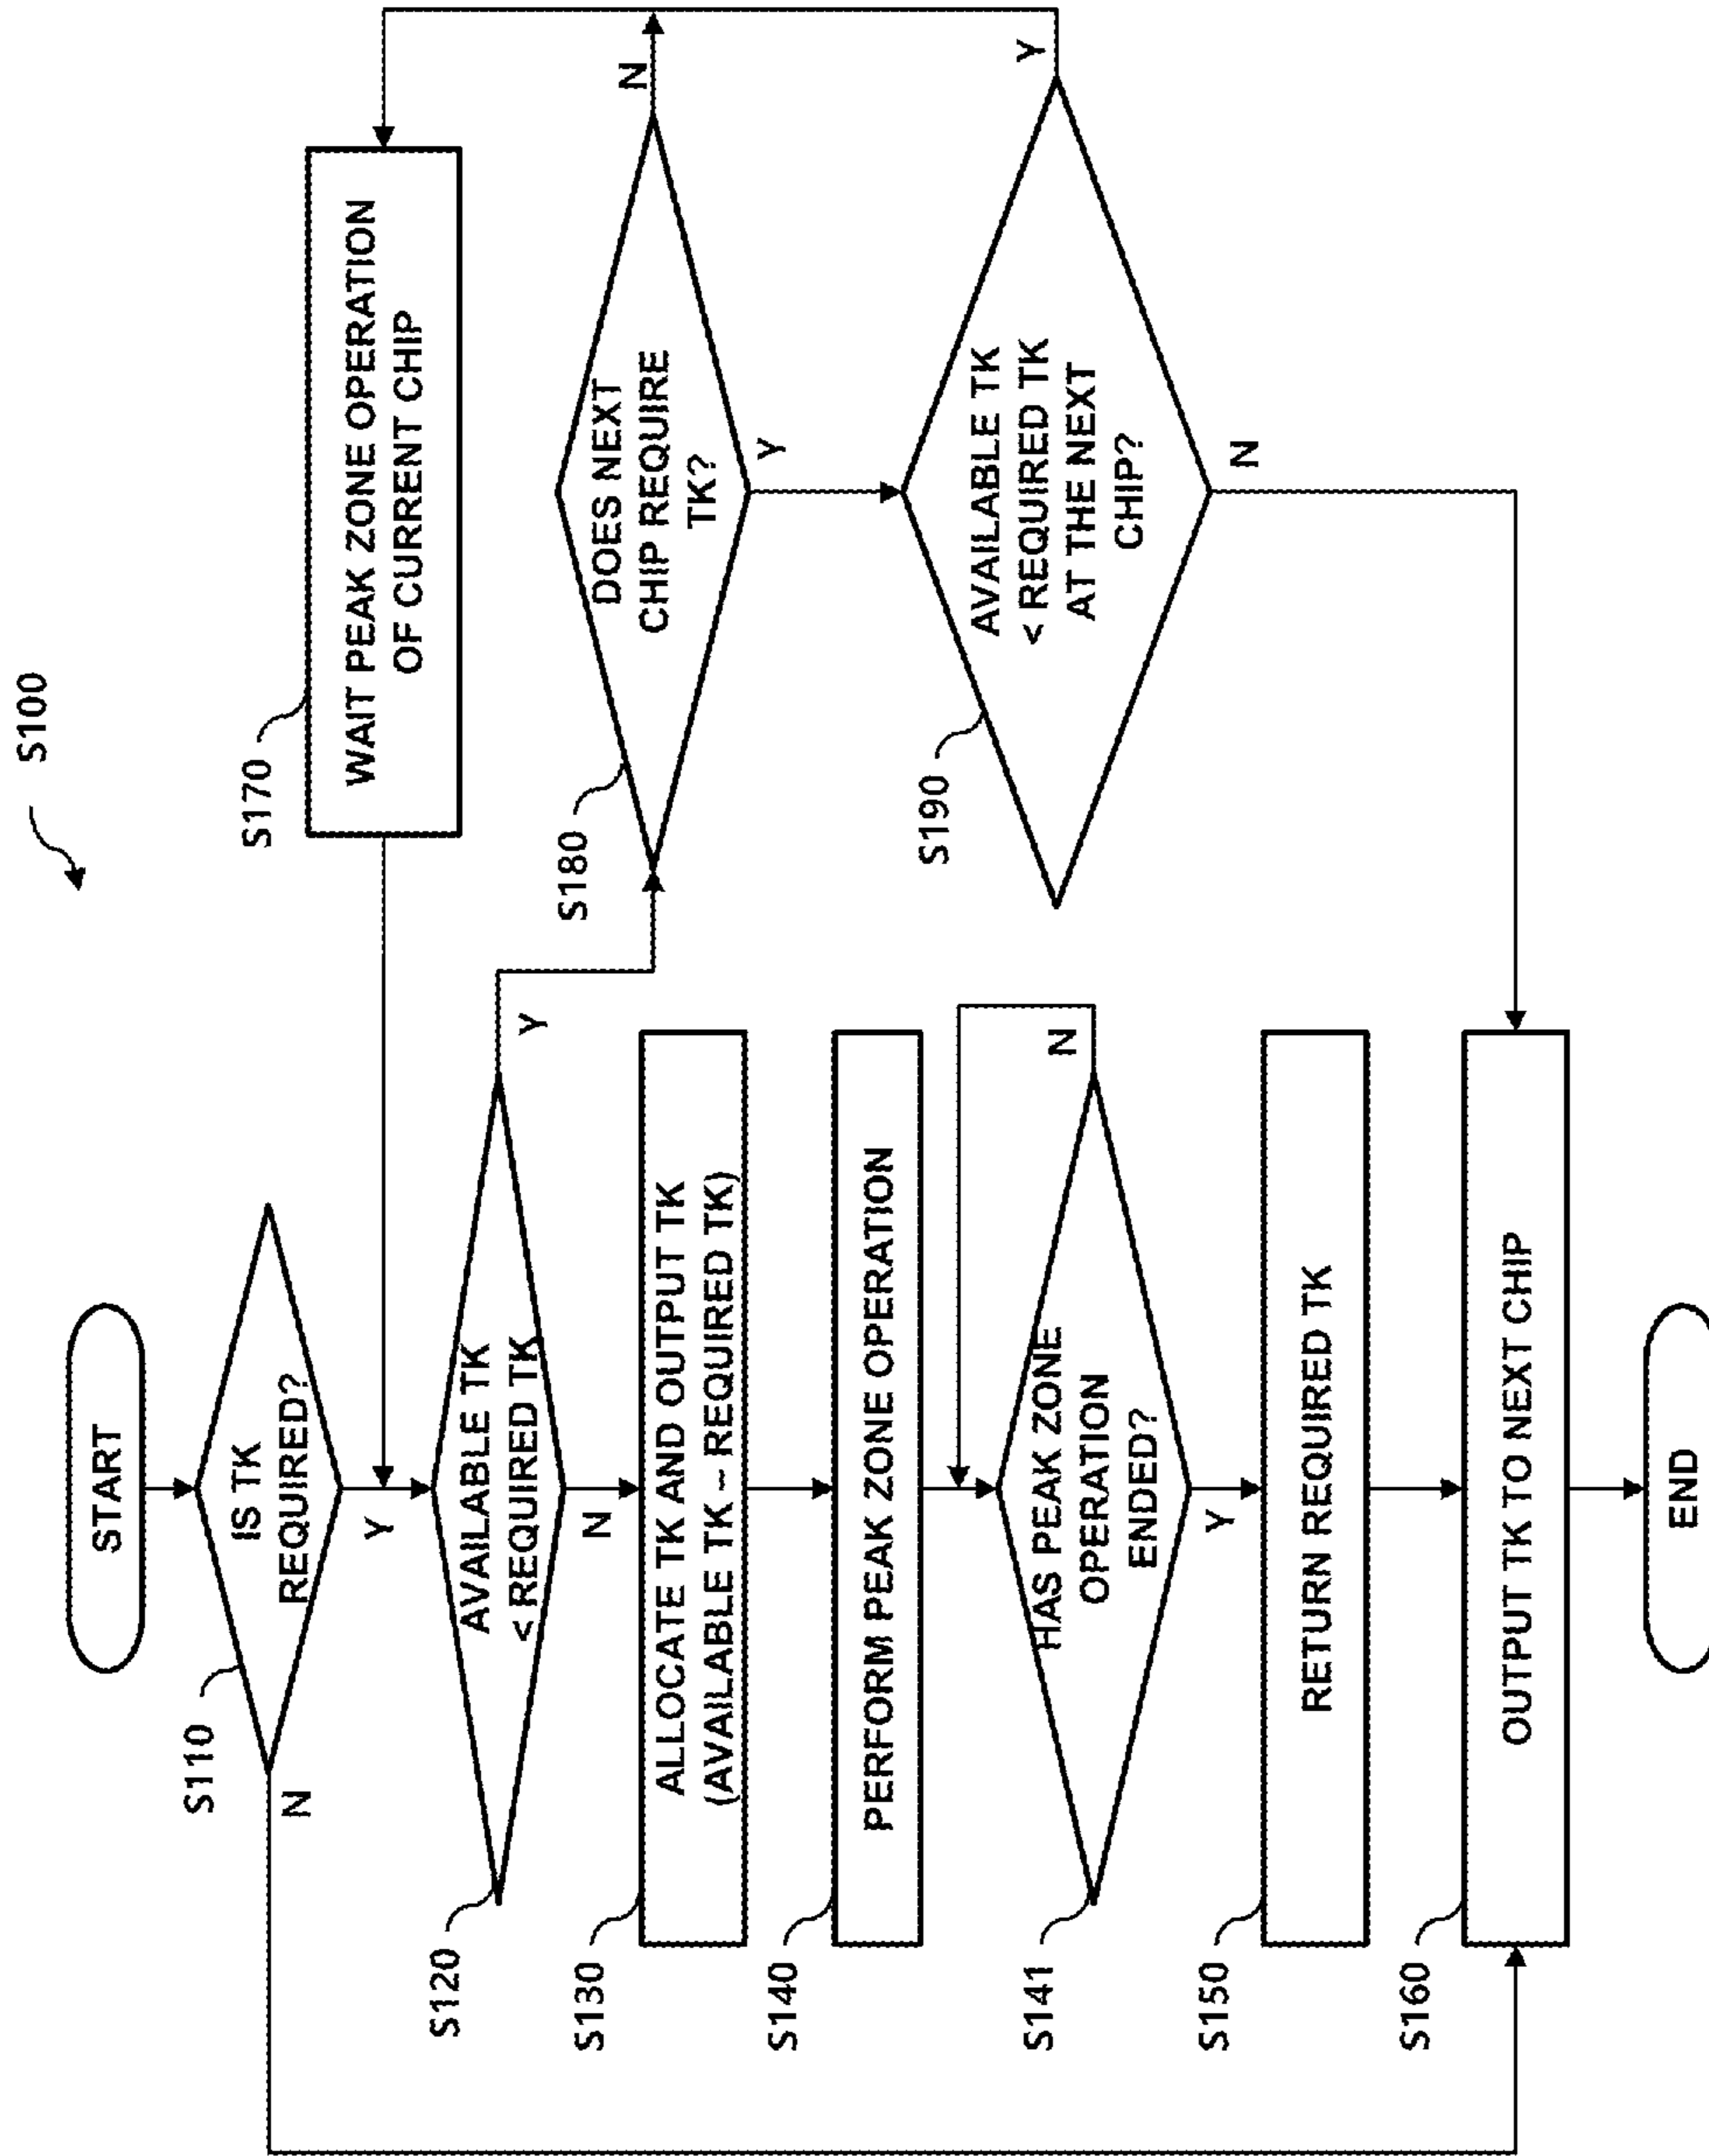 S100
START
S110
IS TK
REQUIRED?
N
Y
S120
AVAILABLE TK
< REQUIRED TK
Y
N
S130
ALLOCATE TK AND OUTPUT TK
(AVAILABLE TK – REQUIRED TK)
S140
PERFORM PEAK ZONE OPERATION
S141
HAS PEAK ZONE
OPERATION
ENDED?
N
Y
S150
RETURN REQUIRED TK
S160
OUTPUT TK TO NEXT CHIP
END
S170
WAIT PEAK ZONE OPERATION
OF CURRENT CHIP
S180
DOES NEXT
CHIP REQUIRE
TK?
N
Y
S190
AVAILABLE TK
< REQUIRED TK
AT THE NEXT
CHIP?
Y
N